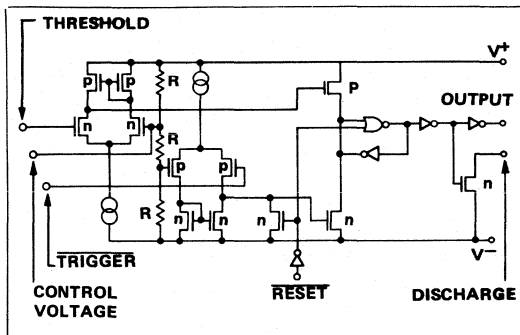 THRESHOLD
V+
R
p
p
P
OUTPUT
n
n
R
p
p
R
n
n
n
n
n
V−
TRIGGER
RESET
CONTROL
VOLTAGE
DISCHARGE